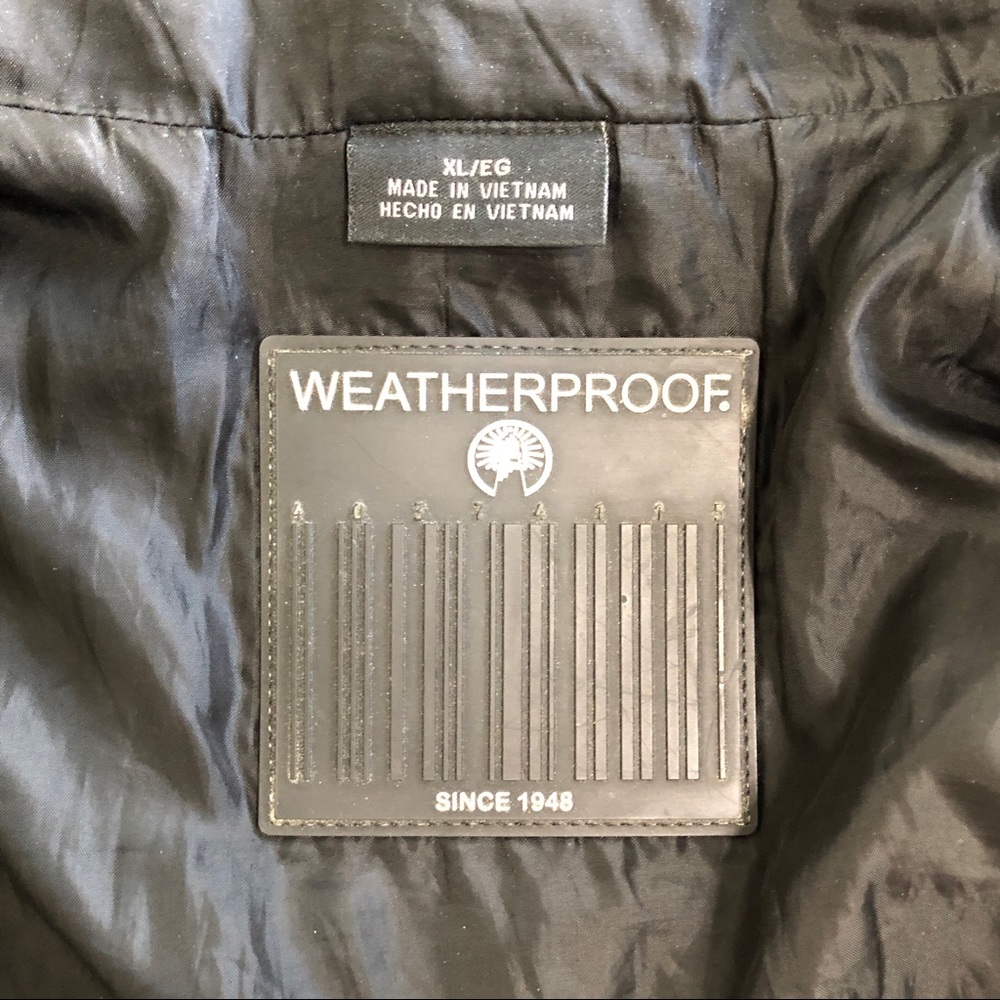 XL/EG
MADE IN VIETNAM
HECHO EN VIETNAM
WEATHERPROOF.
SINCE 1948